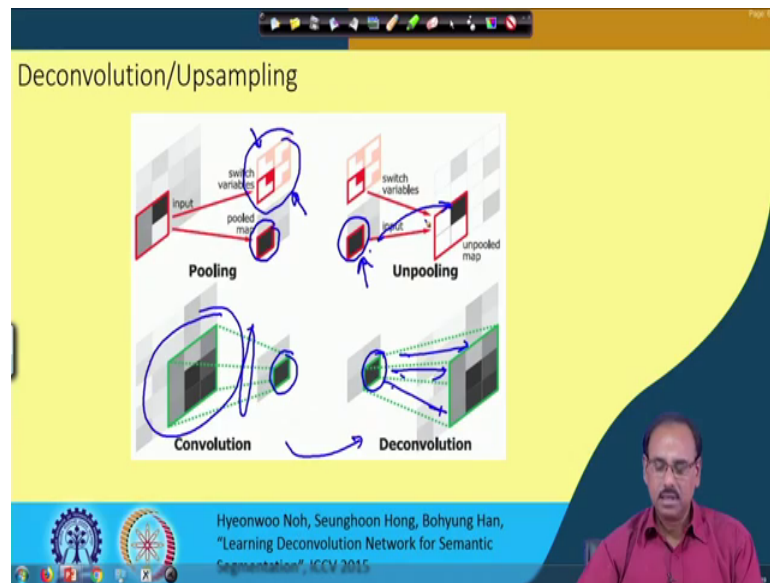 Deconvolution/Upsampling
switch
variables
input
pooled
map
Pooling
switch
variables
input
unpooled
map
Unpooling
Convolution
Deconvolution
Hyeonwoo Noh, Seunghoon Hong, Bohyung Han,
“Learning Deconvolution Network for Semantic
Segmentation”, ICCV 2015